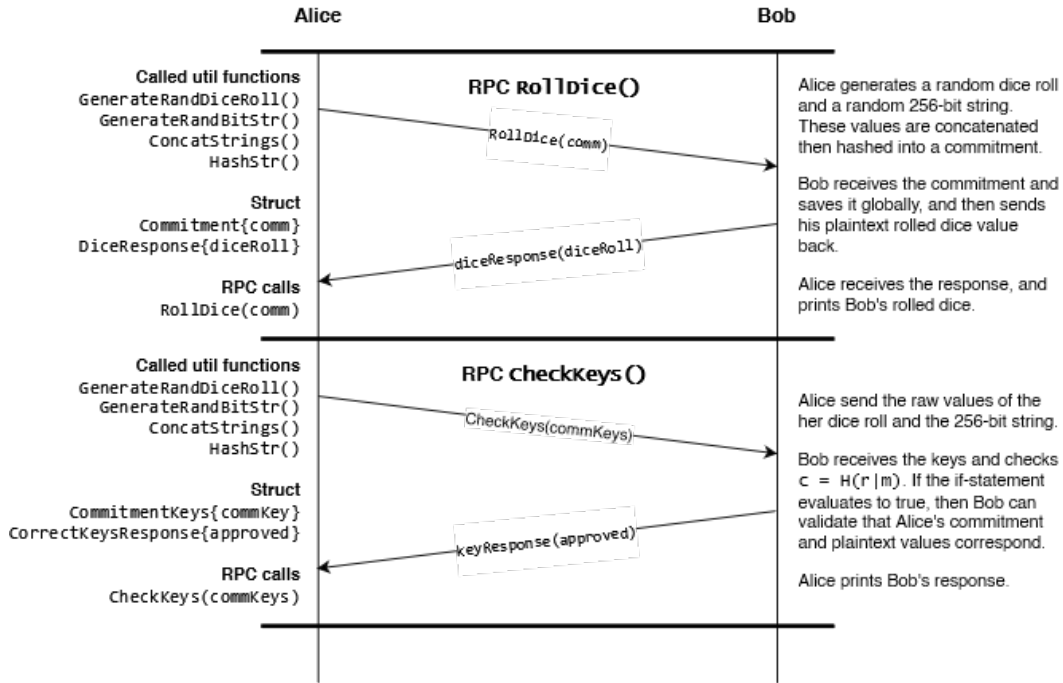 Alice
Bob
Called util functions
GenerateRandDiceRoll()
GenerateRandBitStr()
ConcatStrings()
HashStr()
Struct
Commitment{comm}
DiceResponse{diceRoll}
RPC calls
RollDice(comm)
RPC RollDice()
RollDice(comm)
diceResponse(diceRoll)
Alice generates a random dice roll
and a random 256-bit string.
These values are concatenated
then hashed into a commitment.
Bob receives the commitment and
saves it globally, and then sends
his plaintext rolled dice value
back.
Alice receives the response, and
prints Bob's rolled dice.
Called util functions
GenerateRandDiceRoll()
GenerateRandBitStr()
ConcatStrings()
HashStr()
Struct
CommitmentKeys{commKey}
CorrectKeysResponse{approved}
RPC calls
CheckKeys(commKeys)
RPC CheckKeys()
CheckKeys(commKeys)
keyResponse(approved)
Alice send the raw values of the
her dice roll and the 256-bit string.
Bob receives the keys and checks
c = H(r|m). If the if-statement
evaluates to true, then Bob can
validate that Alice's commitment
and plaintext values correspond.
Alice prints Bob's response.